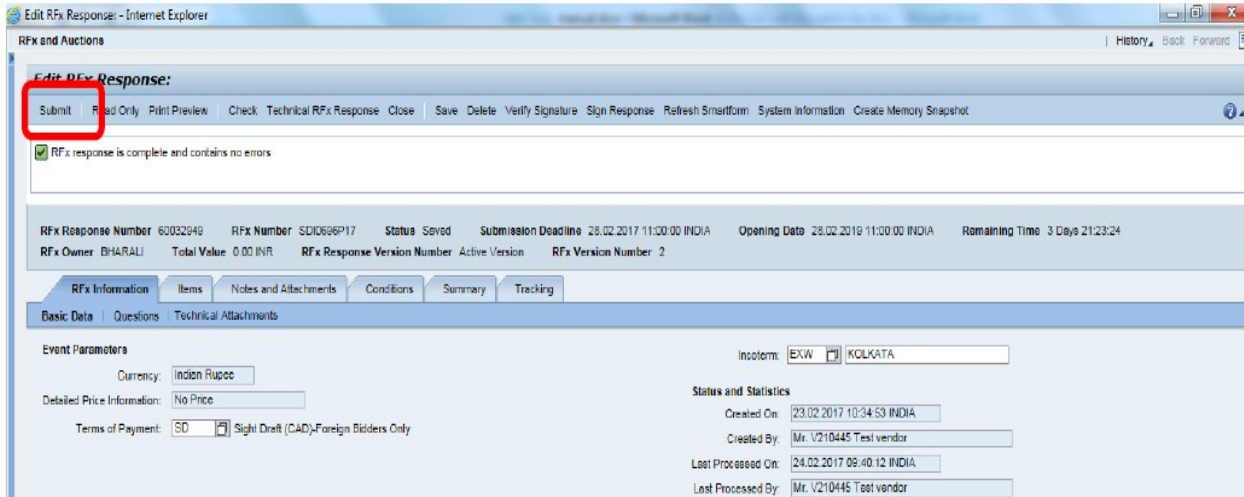 Edit RFx Response: - Internet Explorer
RFx and Auctions
History Back Forward
Edit RFx Response:
Submit Read Only Print Preview Check Technical RFx Response Close Save Delete Verify Signature Sign Response Refresh Smartform System Information Create Memory Snapshot
RFx response is complete and contains no errors
RFx Response Number 60032949 RFx Number SDI0696P17 Status Saved Submission Deadline 28.02.2017 11:00:00 INDIA Opening Date 28.02.2019 11:00:00 INDIA Remaining Time 3 Days 21:23:24
RFx Owner BHARALI Total Value 0.00 INR RFx Response Version Number Active Version RFx Version Number 2
RFx Information Items Notes and Attachments Conditions Summary Tracking
Basic Data Questions Technical Attachments
Event Parameters
Incoterm: EXW KOLKATA
Currency: Indian Rupee
Status and Statistics
Detailed Price Information: No Price
Created On: 23.02.2017 10:34:53 INDIA
Terms of Payment: SD Sight Draft (CAD)-Foreign Bidders Only
Created By: Mr. V210445 Test vendor
Last Processed On: 24.02.2017 09:40:12 INDIA
Last Processed By: Mr. V210445 Test vendor